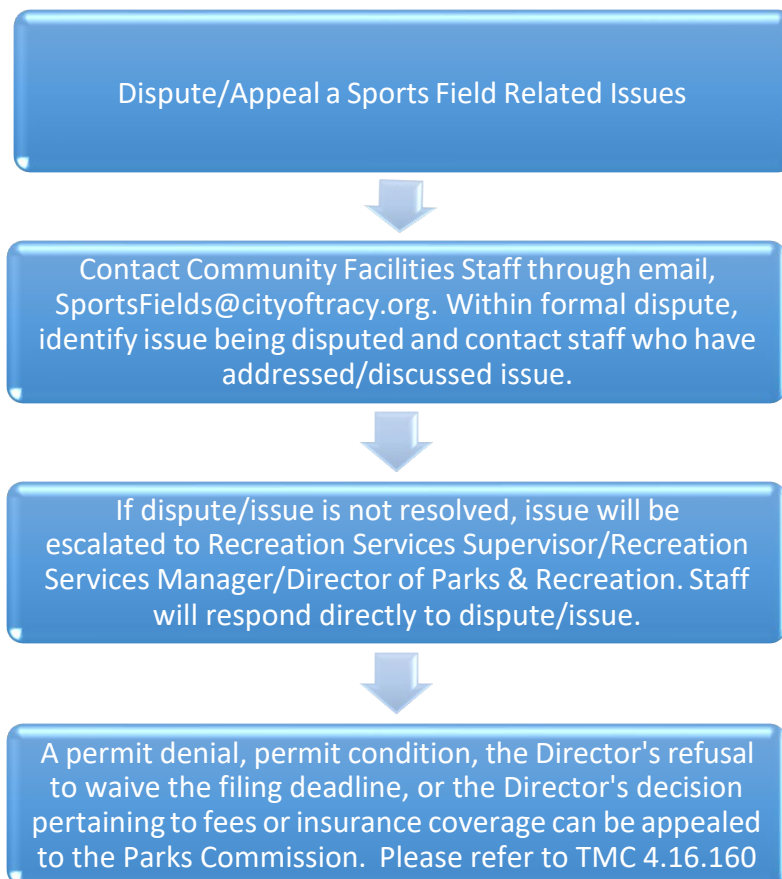 Dispute/Appeal a Sports Field Related Issues
Contact Community Facilities Staff through email,
SportsFields@cityoftracy.org. Within formal dispute,
identify issue being disputed and contact staff who have
addressed/discussed issue.
If dispute/issue is not resolved, issue will be
escalated to Recreation Services Supervisor/Recreation
Services Manager/Director of Parks & Recreation. Staff
will respond directly to dispute/issue.
A permit denial, permit condition, the Director's refusal
to waive the filing deadline, or the Director's decision
pertaining to fees or insurance coverage can be appealed
to the Parks Commission.  Please refer to TMC 4.16.160